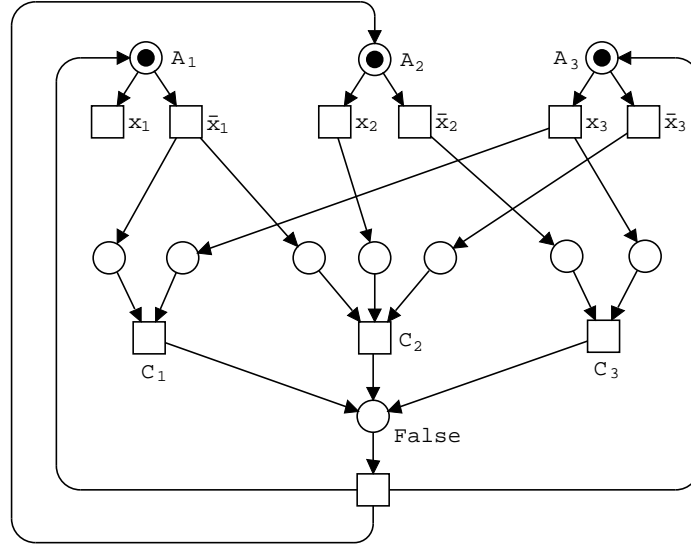 A₁ A₂ A₃
x₁ x̄₁ x₂ x̄₂ x₃ x̄₃
C₁ C₂ C₃
False